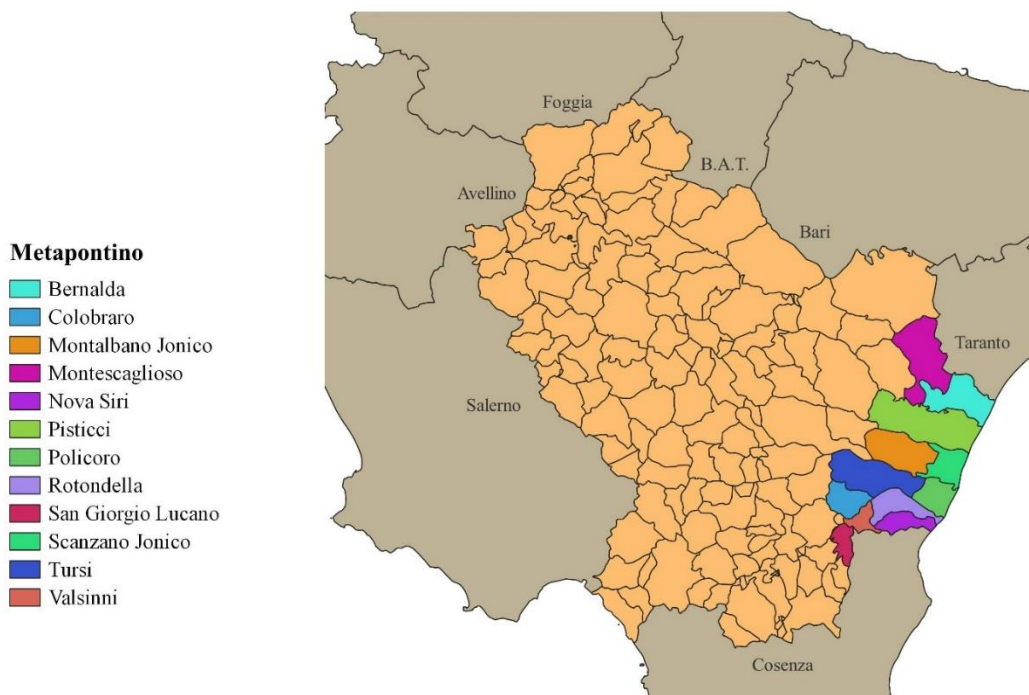 Metapontino
Bernalda
Colobraro
Montalbano Jonico
Montescaglioso
Nova Siri
Pisticci
Policoro
Rotondella
San Giorgio Lucano
Scanzano Jonico
Tursi
Valsinni
Foggia
B.A.T.
Avellino
Bari
Taranto
Salerno
Cosenza